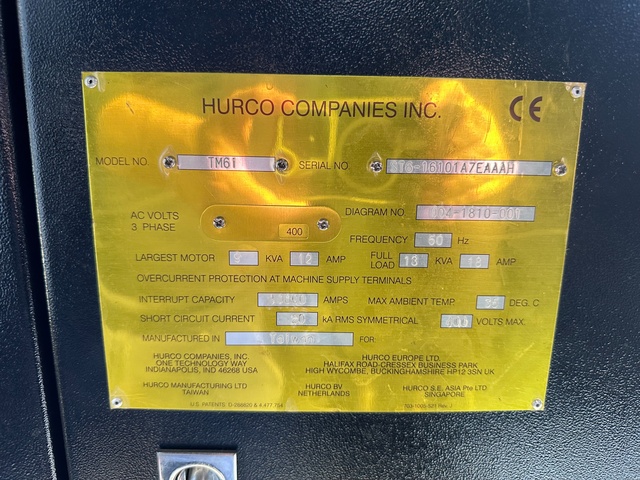 HURCO COMPANIES INC. CE
MODEL NO. TM6I SERIAL NO.
AC VOLTS
3 PHASE 400
DIAGRAM NO.
FREQUENCY Hz
LARGEST MOTOR KVA 12 AMP FULL LOAD 13 KVA AMP
OVERCURRENT PROTECTION AT MACHINE SUPPLY TERMINALS
INTERRUPT CAPACITY AMPS MAX AMBIENT TEMP. DEG. C
SHORT CIRCUIT CURRENT kA RMS SYMMETRICAL VOLTS MAX.
MANUFACTURED IN FOR
HURCO COMPANIES, INC.
ONE TECHNOLOGY WAY
INDIANAPOLIS, IND 46268 USA
HURCO EUROPE LTD.
HALIFAX ROAD-CRESSEX BUSINESS PARK
HIGH WYCOMBE, BUCKINGHAMSHIRE HP12 3SN UK
HURCO MANUFACTURING LTD
TAIWAN
HURCO BV
NETHERLANDS
HURCO S.E. ASIA Pte LTD
SINGAPORE
U.S. PATENTS,